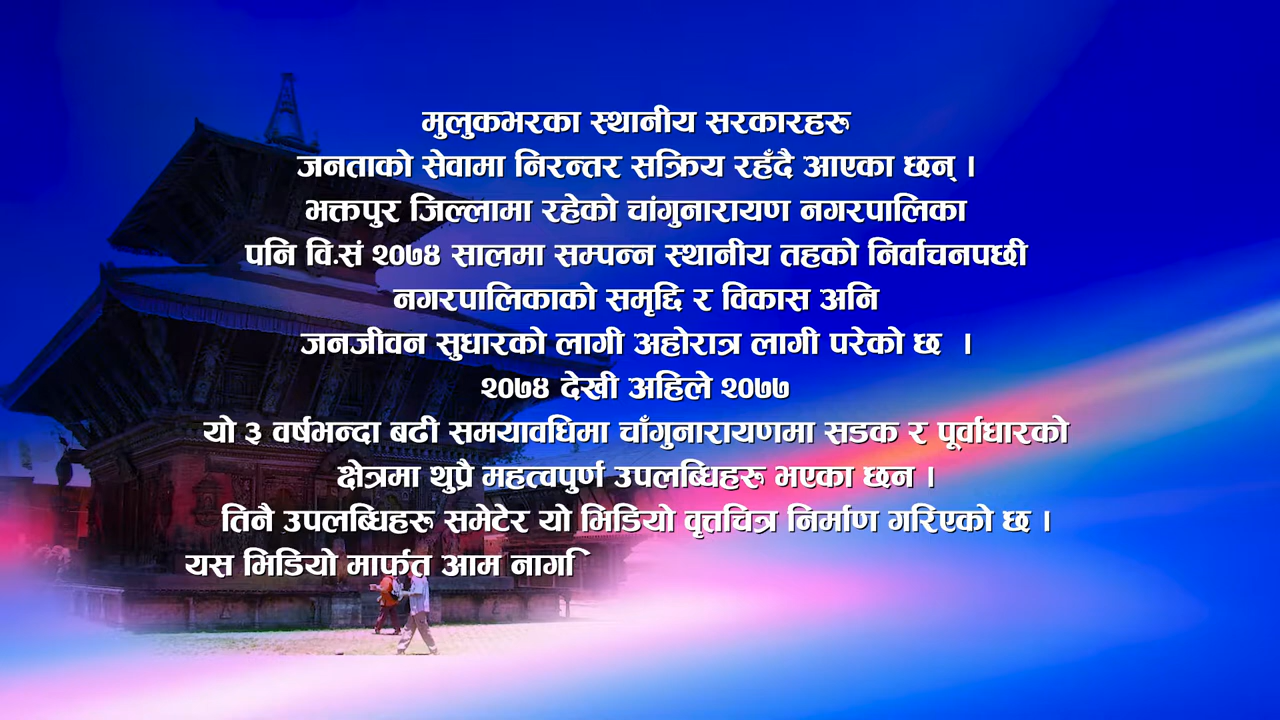 मुलुकभरका स्थानीय सरकारहरु
जनताको सेवामा निरन्तर सक्रिय रहँदै आएका छन् ।
भक्तपुर जिल्लामा रहेको चांगुनारायण नगरपालिका
पनि वि.सं २०७४ सालमा सम्पन्न स्थानीय तहको निर्वाचनपछी
नगरपालिकाको समृद्दि र विकास अनि
जनजीवन सुधारको लागी अहोरात्र लागी परेको छ ।
२०७४ देखी अहिले २०७७
यो ३ वर्षभन्दा बढी समयावधिमा चाँगुनारायणमा सडक र पूर्वाधारको
क्षेत्रमा थुप्रै महत्वपुर्ण उपलब्धिहरु भएका छन ।
तिनै उपलब्धिहरु समेटेर यो भिडियो वृत्तचित्र निर्माण गरिएको छ ।
यस भिडियो मार्फत् आम